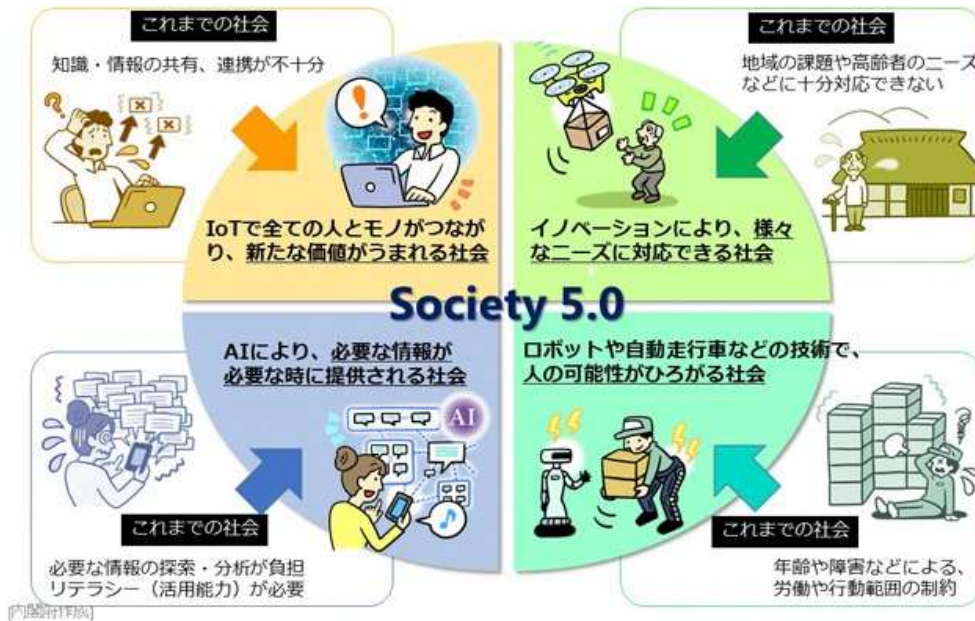 これまでの社会
知識・情報の共有、連携が不十分
IoTで全ての人とモノがつなが
り、新たな価値がうまれる社会
これまでの社会
地域の課題や高齢者のニーズ
などに十分対応できない
イノベーションにより、様々
なニーズに対応できる社会
Society 5.0
AIにより、必要な情報が
必要な時に提供される社会
AI
これまでの社会
必要な情報の探索・分析が負担
リテラシー（活用能力）が必要
ロボットや自動走行車などの技術で、
人の可能性がひろがる社会
これまでの社会
年齢や障害などによる、
労働や行動範囲の制約
[内閣府作成]